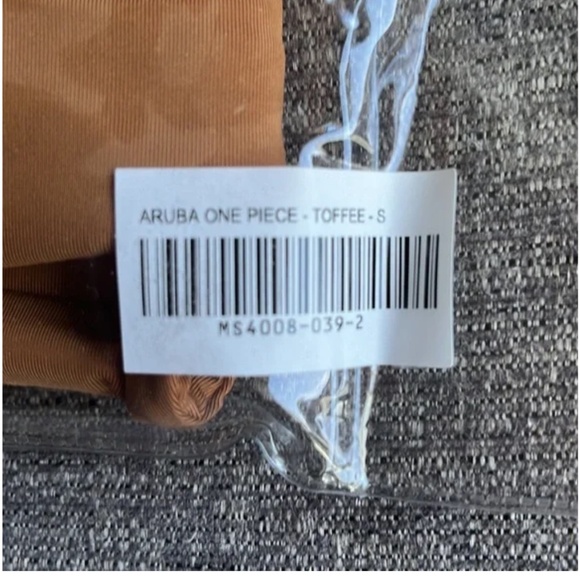 ARUBA ONE PIECE - TOFFEE - S
MS4008-039-2